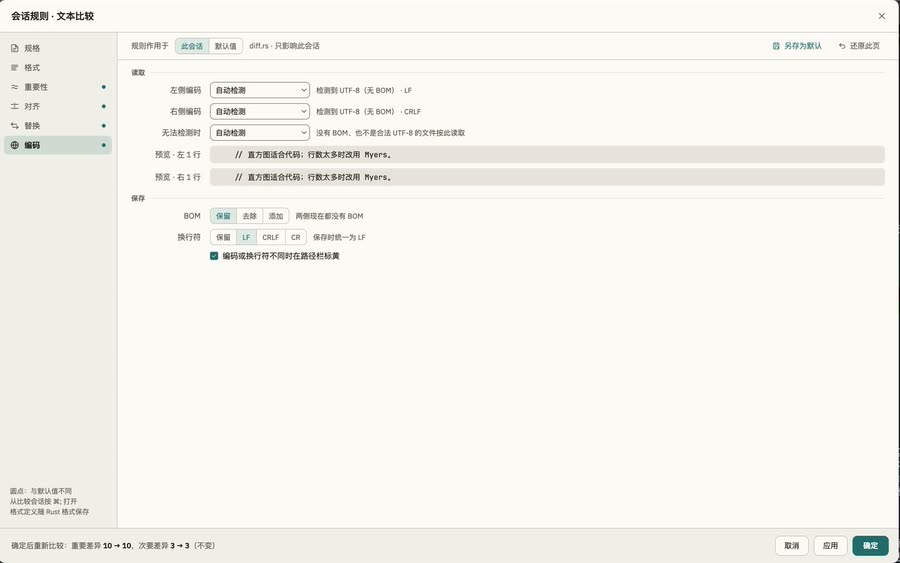 会话规则 · 文本比较
规格
格式
重要性
对齐
替换
编码
圆点：与默认值不同
从比较会话按 ⌘; 打开
格式定义随 Rust 格式保存
规则作用于 此会话 默认值 diff.rs · 只影响此会话 另存为默认 还原此页
读取
左侧编码 自动检测 检测到 UTF-8（无 BOM） · LF
右侧编码 自动检测 检测到 UTF-8（无 BOM） · CRLF
无法检测时 自动检测 没有 BOM、也不是合法 UTF-8 的文件按此读取
预览 · 左 1 行 // 直方图适合代码；行数太多时改用 Myers。
预览 · 右 1 行 // 直方图适合代码；行数太多时改用 Myers。
保存
BOM 保留 去除 添加 两侧现在都没有 BOM
换行符 保留 LF CRLF CR 保存时统一为 LF
编码或换行符不同时在路径栏标黄
确定后重新比较：重要差异 10 → 10，次要差异 3 → 3（不变）
取消 应用 确定